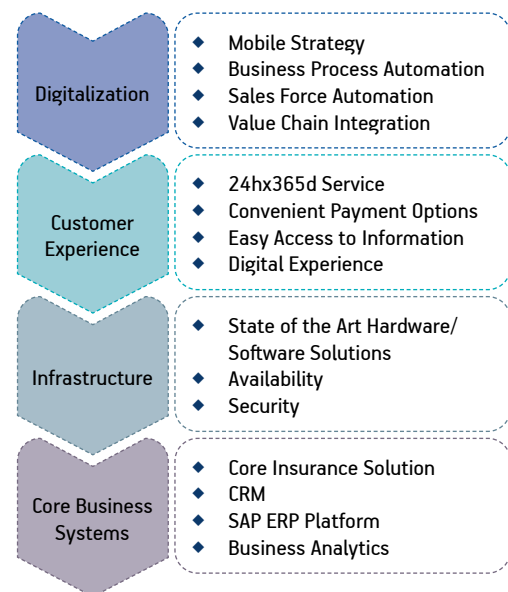 Digitalization
Mobile Strategy
Business Process Automation
Sales Force Automation
Value Chain Integration
Customer
Experience
24hx365d Service
Convenient Payment Options
Easy Access to Information
Digital Experience
Infrastructure
State of the Art Hardware/
Software Solutions
Availability
Security
Core Business
Systems
Core Insurance Solution
CRM
SAP ERP Platform
Business Analytics